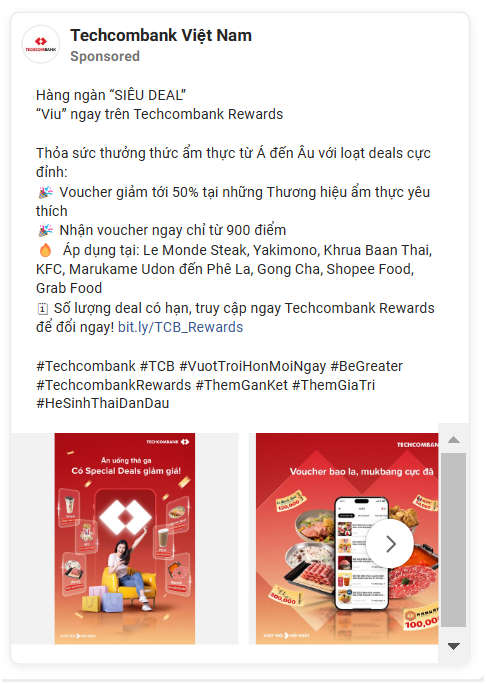 TECHCOMBANK
Techcombank Việt Nam
Sponsored
Hàng ngàn “SIÊU DEAL”
“Viu” ngay trên Techcombank Rewards
Thỏa sức thưởng thức ẩm thực từ Á đến Âu với loạt deals cực
đỉnh:
🎉 Voucher giảm tới 50% tại những Thương hiệu ẩm thực yêu
thích
🎉 Nhận voucher ngay chỉ từ 900 điểm
🔥 Áp dụng tại: Le Monde Steak, Yakimono, Khrua Baan Thai,
KFC, Marukame Udon đến Phê La, Gong Cha, Shopee Food,
Grab Food
🗓 Số lượng deal có hạn, truy cập ngay Techcombank Rewards
để đổi ngay! bit.ly/TCB_Rewards
#Techcombank #TCB #VuotTroiHonMoiNgay #BeGreater
#TechcombankRewards #ThemGanKet #ThemGiaTri
#HeSinhThaiDanDau
TECHCOMBANK
Ăn uống thả ga
Có Special Deals giảm giá!
VƯỢT TRỘI MỖI NGÀY
TECHCOMBANK
Voucher bao la, mukbang cực đã
120,000
300,000
100,000
VƯỢT TRỘI MỖI NGÀY